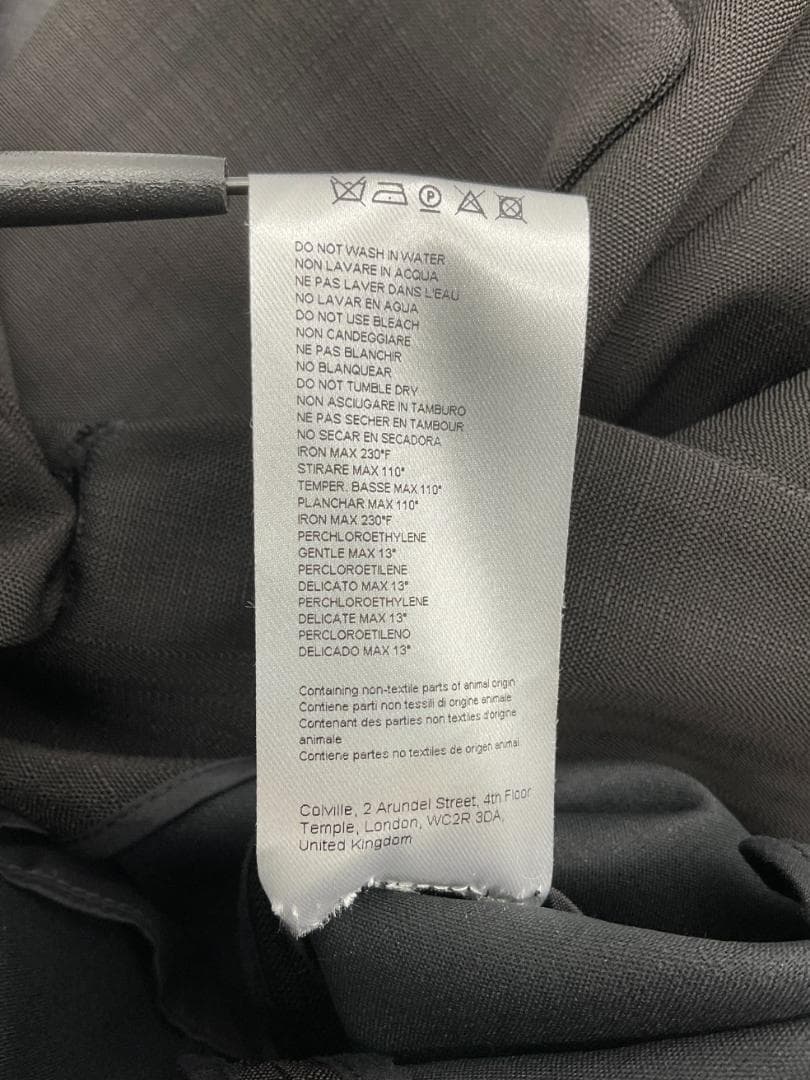 P
DO NOT WASH IN WATER
NON LAVARE IN ACQUA
NE PAS LAVER DANS L'EAU
NO LAVAR EN AGUA
DO NOT USE BLEACH
NON CANDEGGIARE
NE PAS BLANCHIR
NO BLANQUEAR
DO NOT TUMBLE DRY
NON ASCIUGARE IN TAMBURO
NE PAS SECHER EN TAMBOUR
NO SECAR EN SECADORA
IRON MAX 230°F
STIRARE MAX 110°
TEMPER. BASSE MAX 110°
PLANCHAR MAX 110°
IRON MAX 230°F
PERCHLOROETHYLENE
GENTLE MAX 13°
PERCLOROETILENE
DELICATO MAX 13°
PERCHLOROETHYLENE
DELICATE MAX 13°
PERCLOROETILENO
DELICADO MAX 13°
Containing non-textile parts of animal origin
Contiene parti non tessili di origine animale
Contenant des parties non textiles d'origine
animale
Contiene partes no textiles de origen animal
Colville, 2 Arundel Street, 4th Floor
Temple, London, WC2R 3DA,
United Kingdom